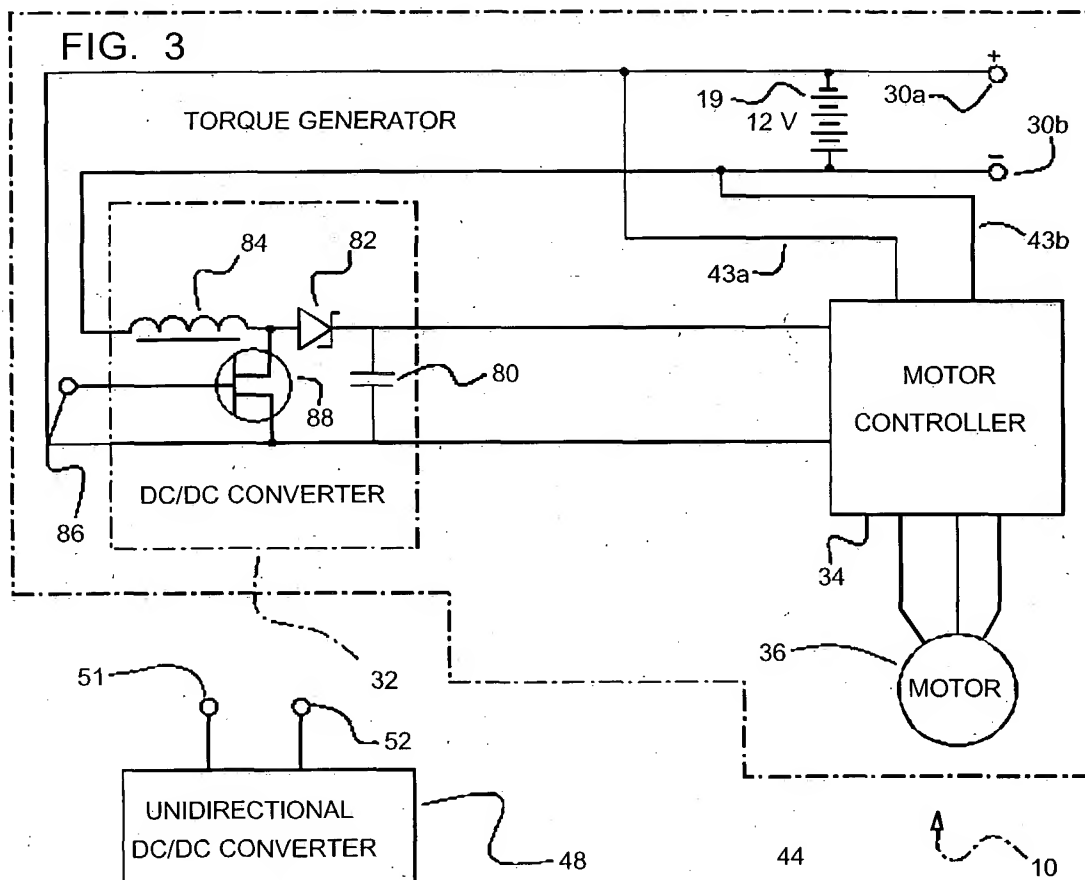 FIG. 3
+
30a
19
12 V
TORQUE GENERATOR
30b
–
84
82
43a
43b
80
88
MOTOR
CONTROLLER
DC/DC CONVERTER
86
34
36
MOTOR
32
51
52
UNIDIRECTIONAL
DC/DC CONVERTER
48
44
10